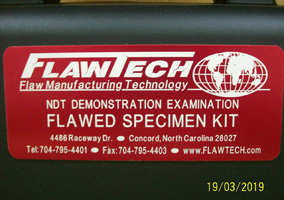 FLAWTECH
Flaw Manufacturing Technology
NDT DEMONSTRATION EXAMINATION
FLAWED SPECIMEN KIT
4486 Raceway Dr. ● Concord, North Carolina 28027
Tel: 704-795-4401 ● Fax: 704-795-4403 ● www.FLAWTECH.com
19/03/2019